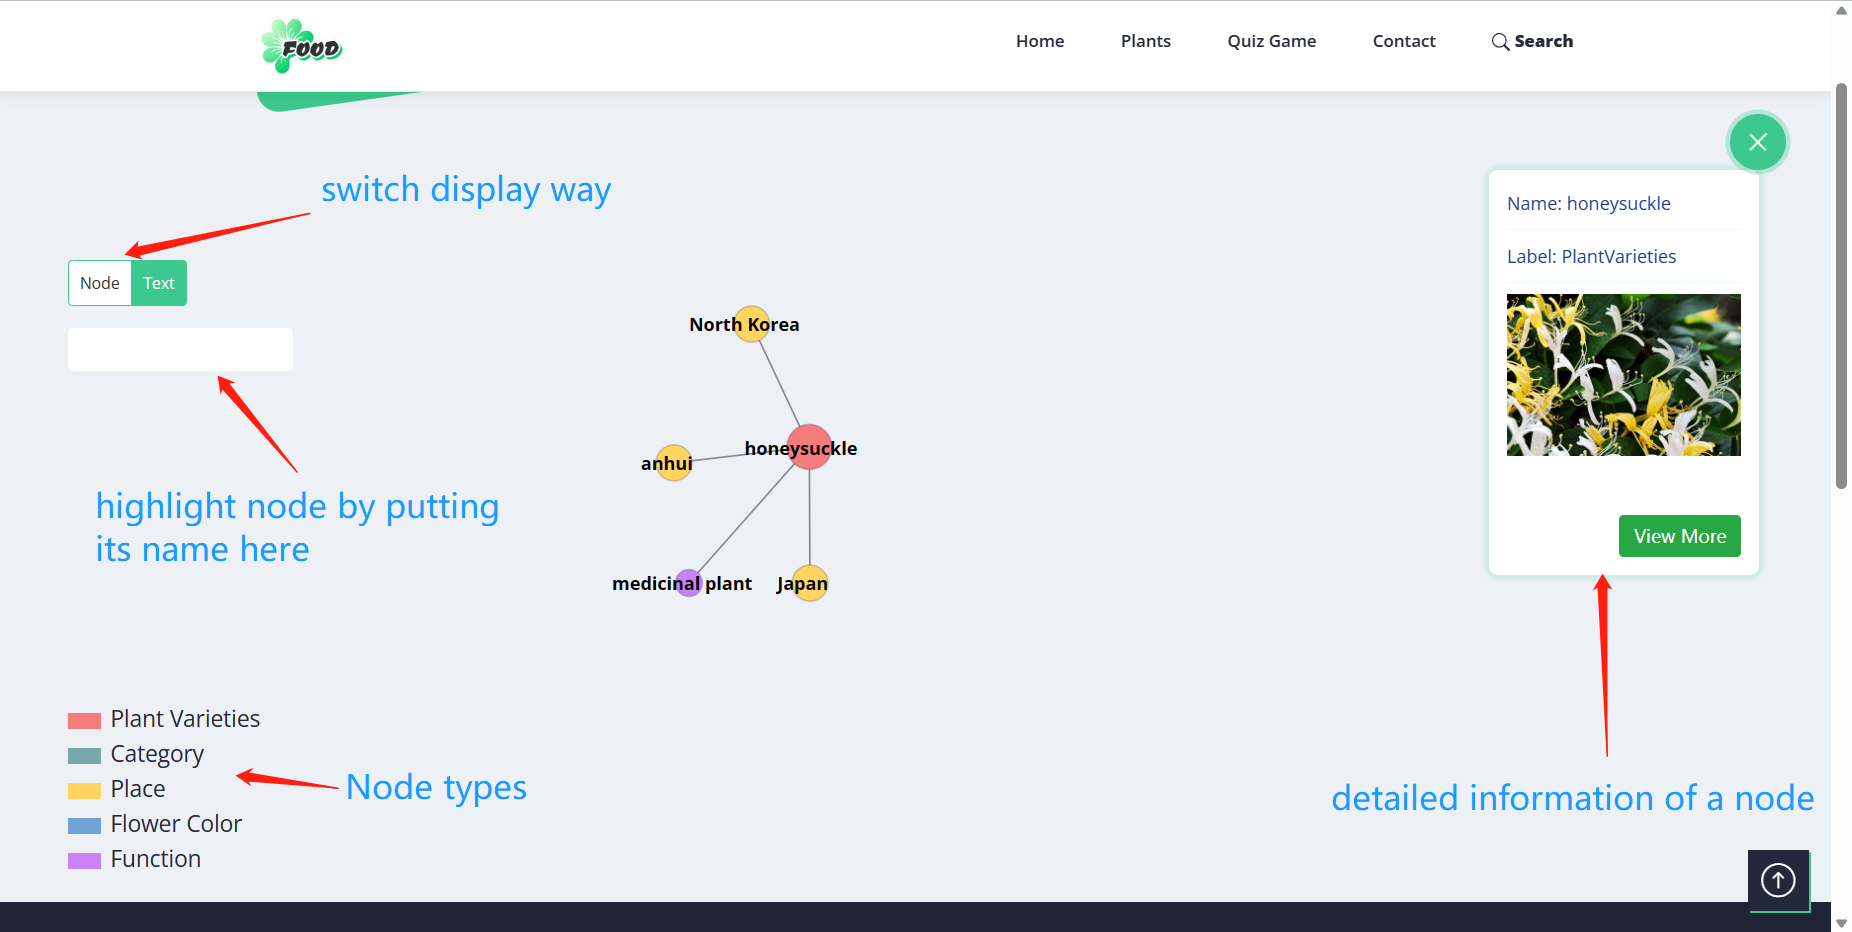 FOOD
Home
Plants
Quiz Game
Contact
Search
switch display way
Node
Text
highlight node by putting
its name here
North Korea
honeysuckle
anhui
medicinal plant
Japan
Name: honeysuckle
Label: PlantVarieties
View More
detailed information of a node
Plant Varieties
Category
Place
Flower Color
Function
Node types